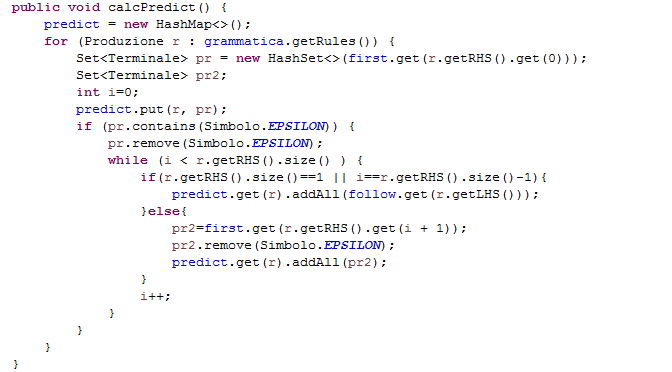 public void calcPredict() {
    predict = new HashMap<>();
    for (Produzione r : grammatica.getRules()) {
        Set<Terminale> pr = new HashSet<>(first.get(r.getRHS().get(0)));
        Set<Terminale> pr2;
        int i=0;
        predict.put(r, pr);
        if (pr.contains(Simbolo.EPSILON)) {
            pr.remove(Simbolo.EPSILON);
            while (i < r.getRHS().size() ) {
                if(r.getRHS().size()==1 || i==r.getRHS().size()-1){
                    predict.get(r).addAll(follow.get(r.getLHS()));
                }else{
                    pr2=first.get(r.getRHS().get(i + 1));
                    pr2.remove(Simbolo.EPSILON);
                    predict.get(r).addAll(pr2);
                }
                i++;
            }
        }
    }
}